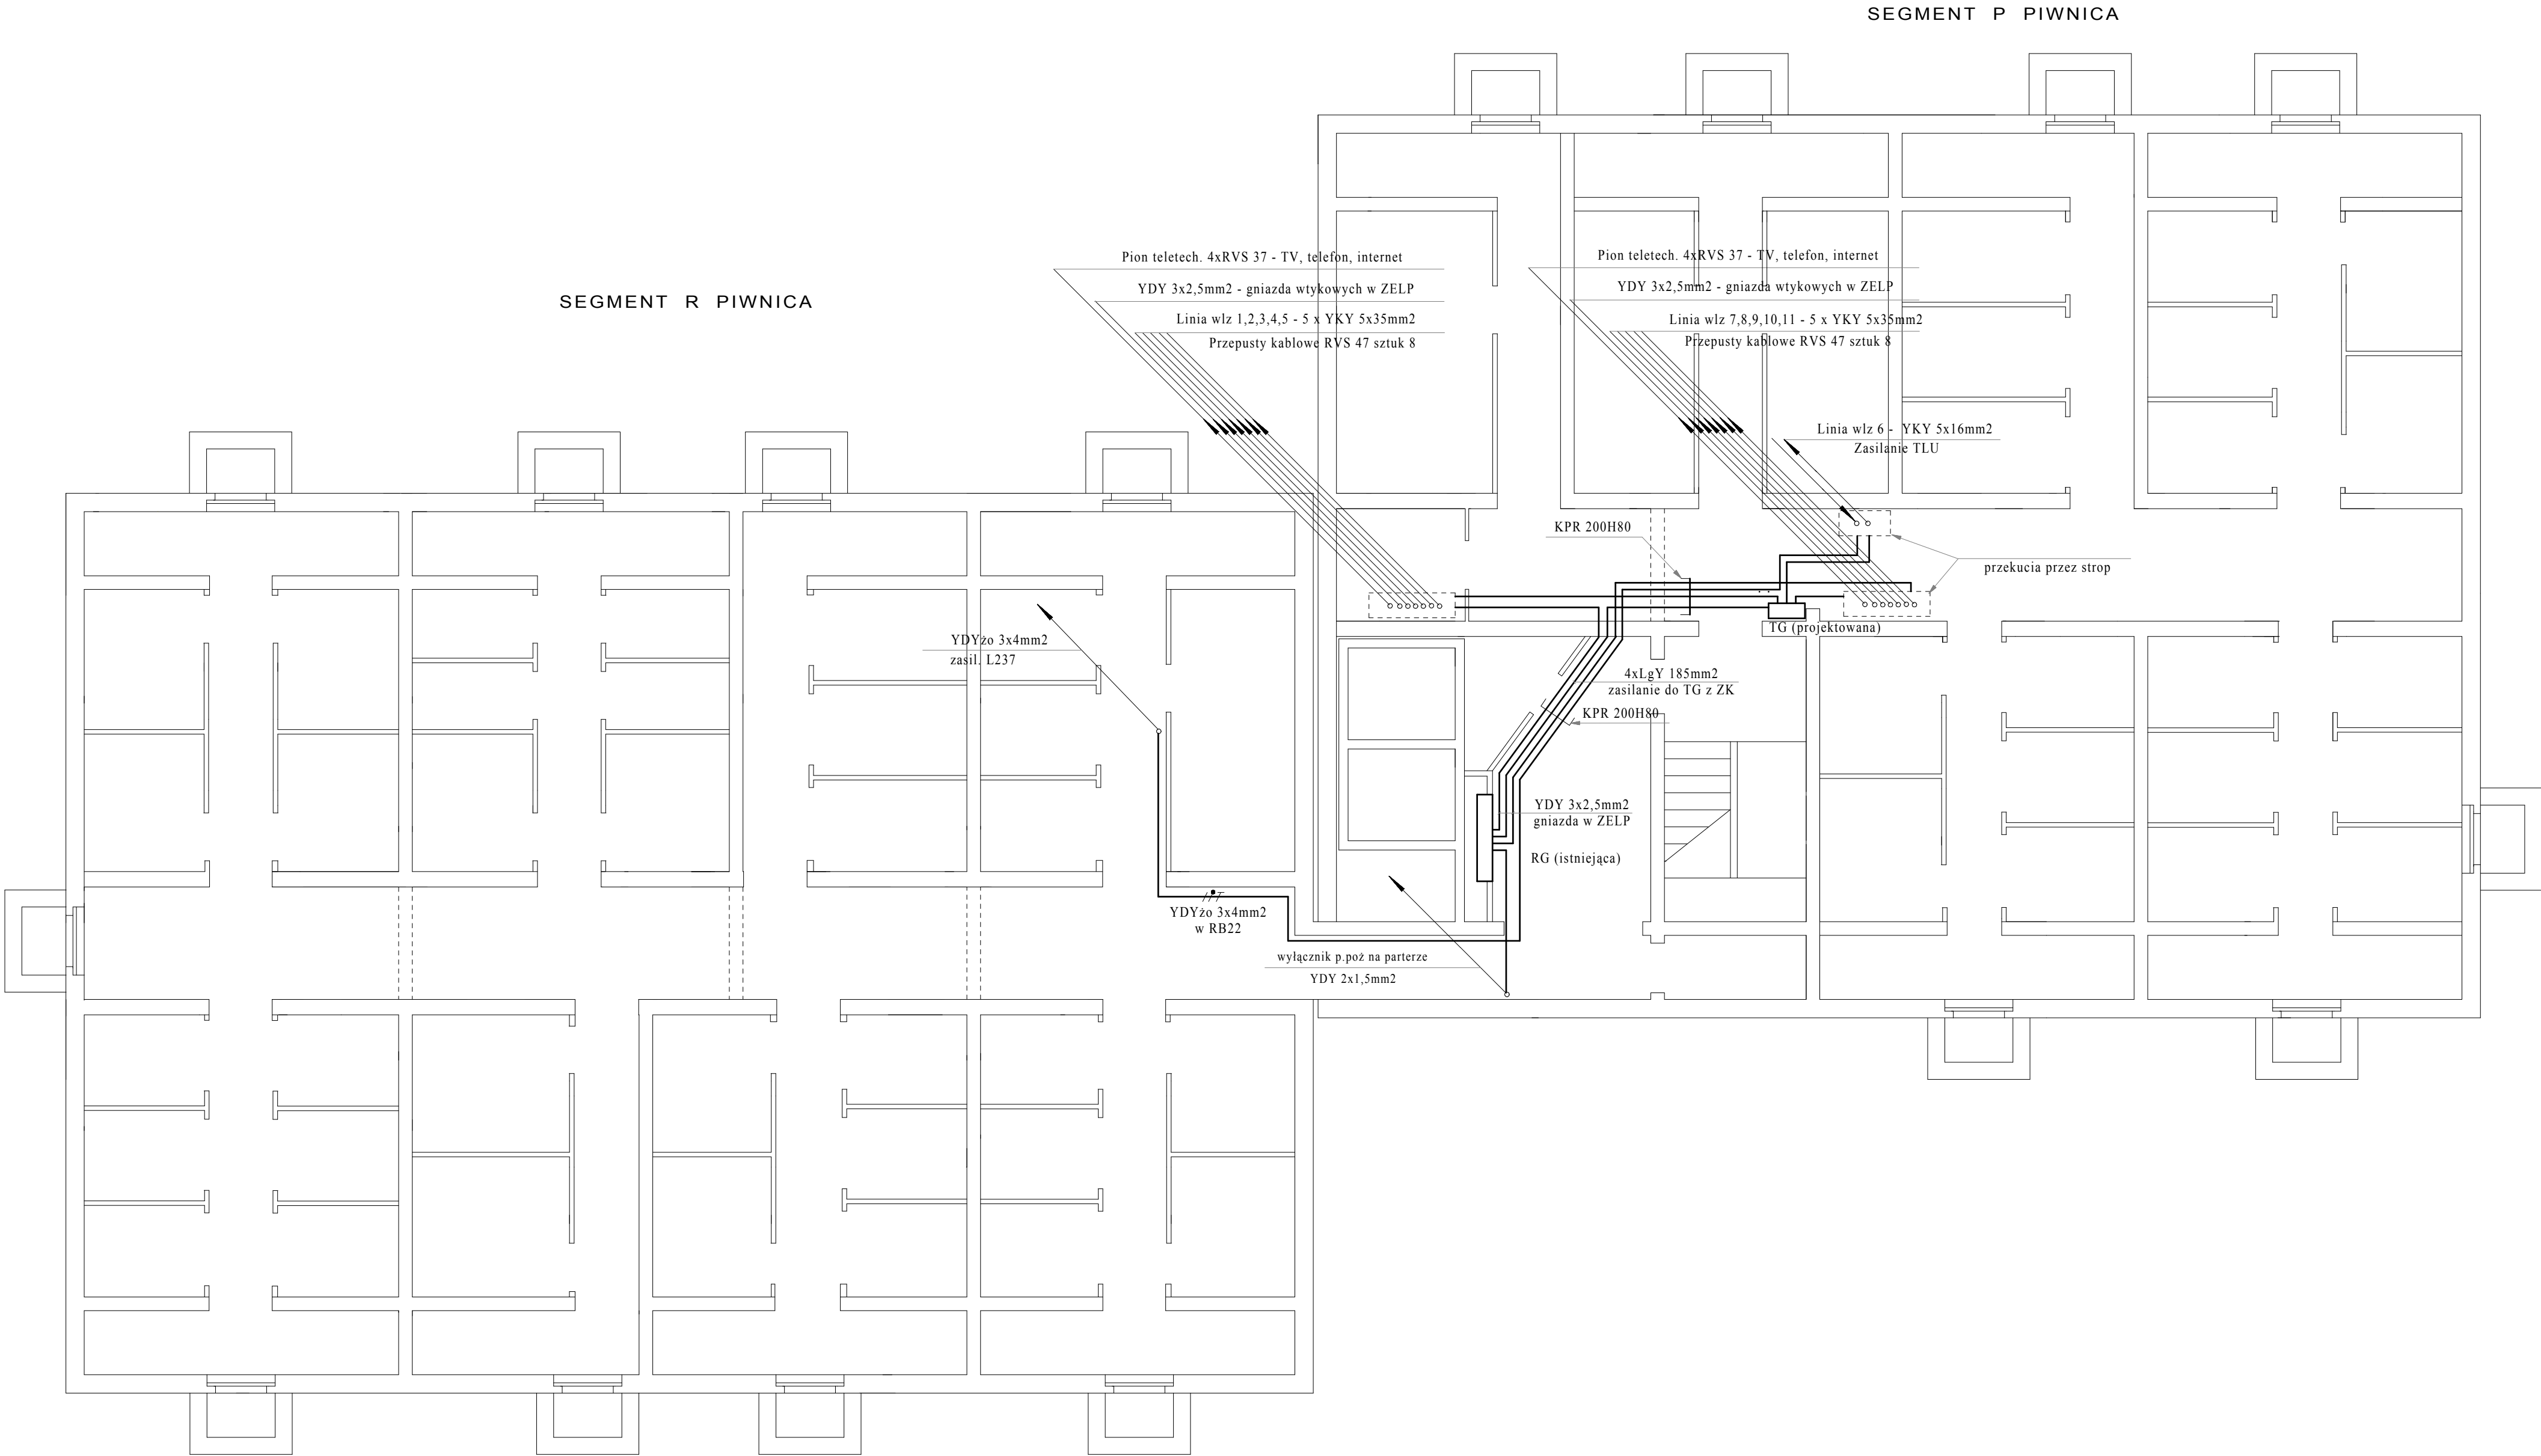 SEGMENT P PIWNICA
SEGMENT R PIWNICA
Pion teletech. 4xRVS 37 - TV, telefon, internet
YDY 3x2,5mm2 - gniazda wtykowych w ZELP
Linia wlz 1,2,3,4,5 - 5 x YKY 5x35mm2
Przepusty kablowe RVS 47 sztuk 8
Pion teletech. 4xRVS 37 - TV, telefon, internet
YDY 3x2,5mm2 - gniazda wtykowych w ZELP
Linia wlz 7,8,9,10,11 - 5 x YKY 5x35mm2
Przepusty kablowe RVS 47 sztuk 8
Linia wlz 6 - YKY 5x16mm2
Zasilanie TLU
KPR 200H80
przekucia przez strop
TG (projektowana)
YDYżo 3x4mm2
zasil. L237
4xLgY 185mm2
zasilanie do TG z ZK
KPR 200H80
YDY 3x2,5mm2
gniazda w ZELP
RG (istniejąca)
YDYżo 3x4mm2
w RB22
wyłącznik p.poż na parterze
YDY 2x1,5mm2